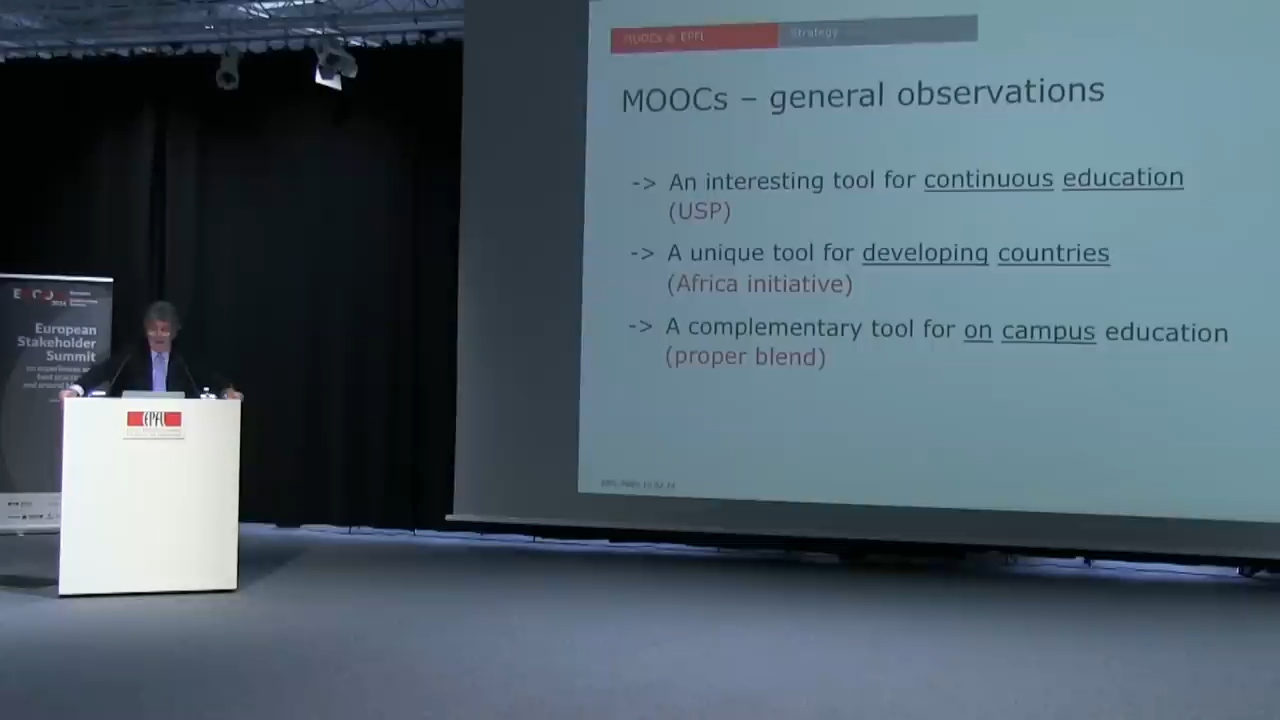 MOOCs @ EPFL Strategy
MOOCs – general observations
-> An interesting tool for continuous education
(USP)
-> A unique tool for developing countries
(Africa initiative)
-> A complementary tool for on campus education
(proper blend)
European
Stakeholder
Summit
EPFL